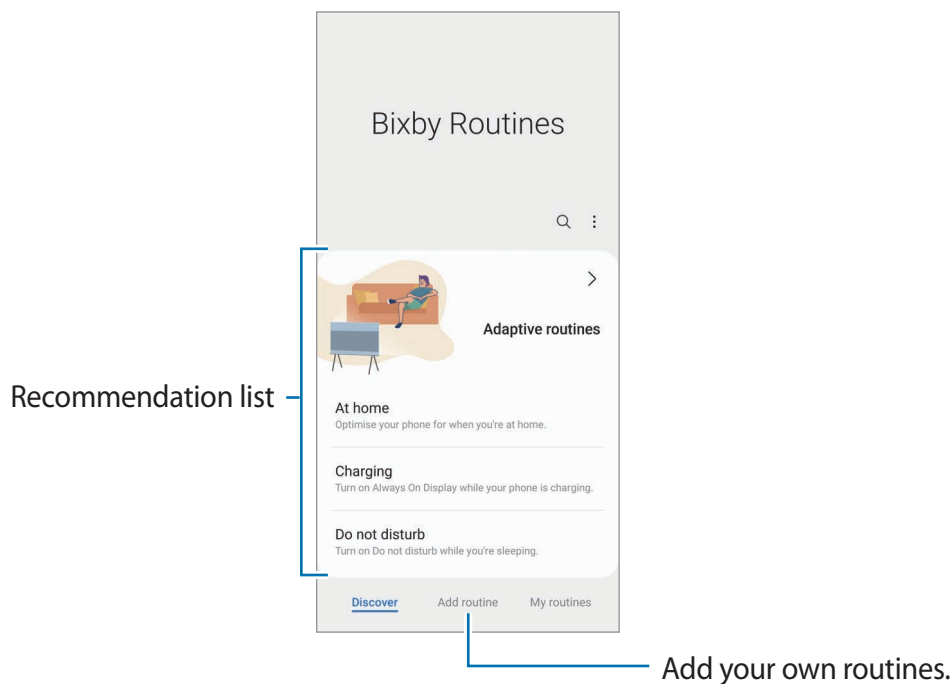 Bixby Routines
Adaptive routines
Recommendation list
At home
Optimise your phone for when you're at home.
Charging
Turn on Always On Display while your phone is charging.
Do not disturb
Turn on Do not disturb while you're sleeping.
Discover Add routine My routines
Add your own routines.